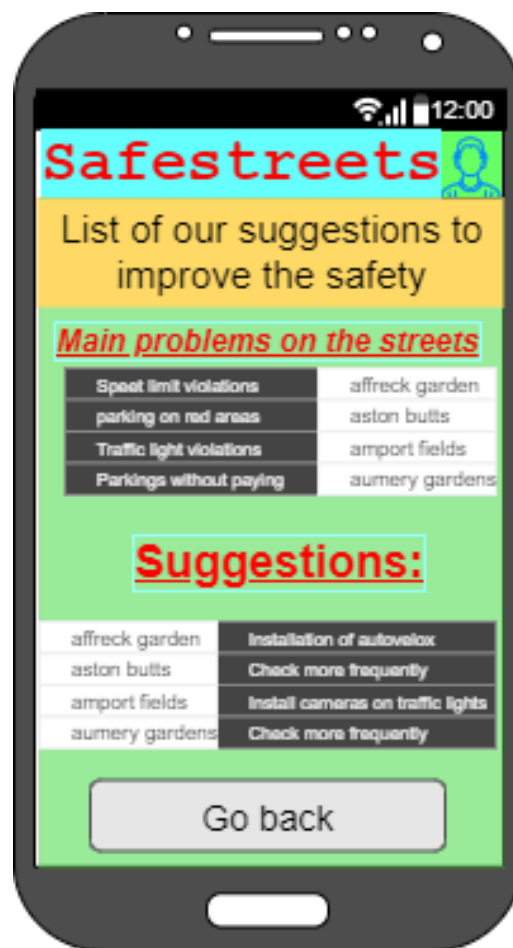 12:00
Safestreets
List of our suggestions to
improve the safety
Main problems on the streets
Speet limit violations affreck garden
parking on red areas aston butts
Traffic light violations amport fields
Parkings without paying aumery gardens
Suggestions:
affreck garden Installation of autovelox
aston butts Check more frequently
amport fields Install cameras on traffic lights
aumery gardens Check more frequently
Go back